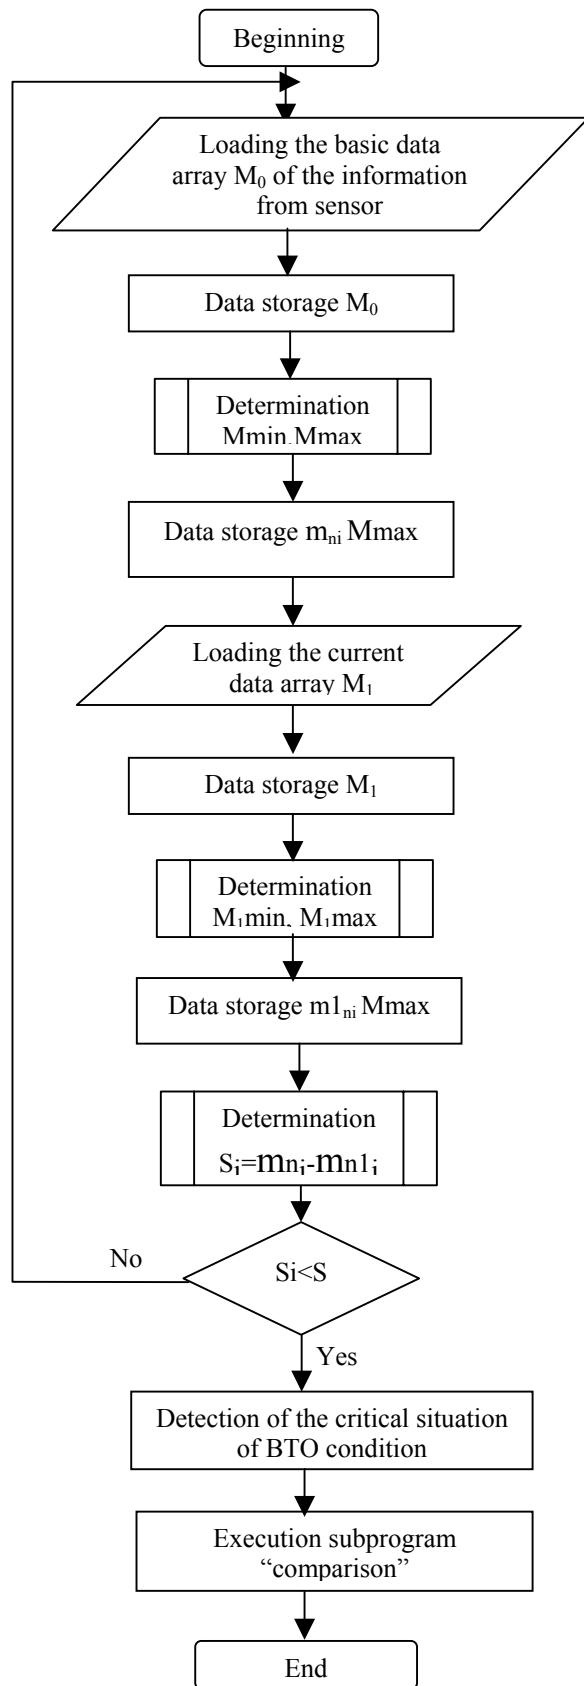 Beginning
Loading the basic data
array M₀ of the information
from sensor
Data storage M₀
Determination
Mmin,Mmax
Data storage mₙᵢ Mmax
Loading the current
data array M₁
Data storage M₁
Determination
M₁min, M₁max
Data storage m1ₙᵢ Mmax
Determination
Sᵢ=mnᵢ-mn1ᵢ
No
Si<S
Yes
Detection of the critical situation
of BTO condition
Execution subprogram
“comparison”
End